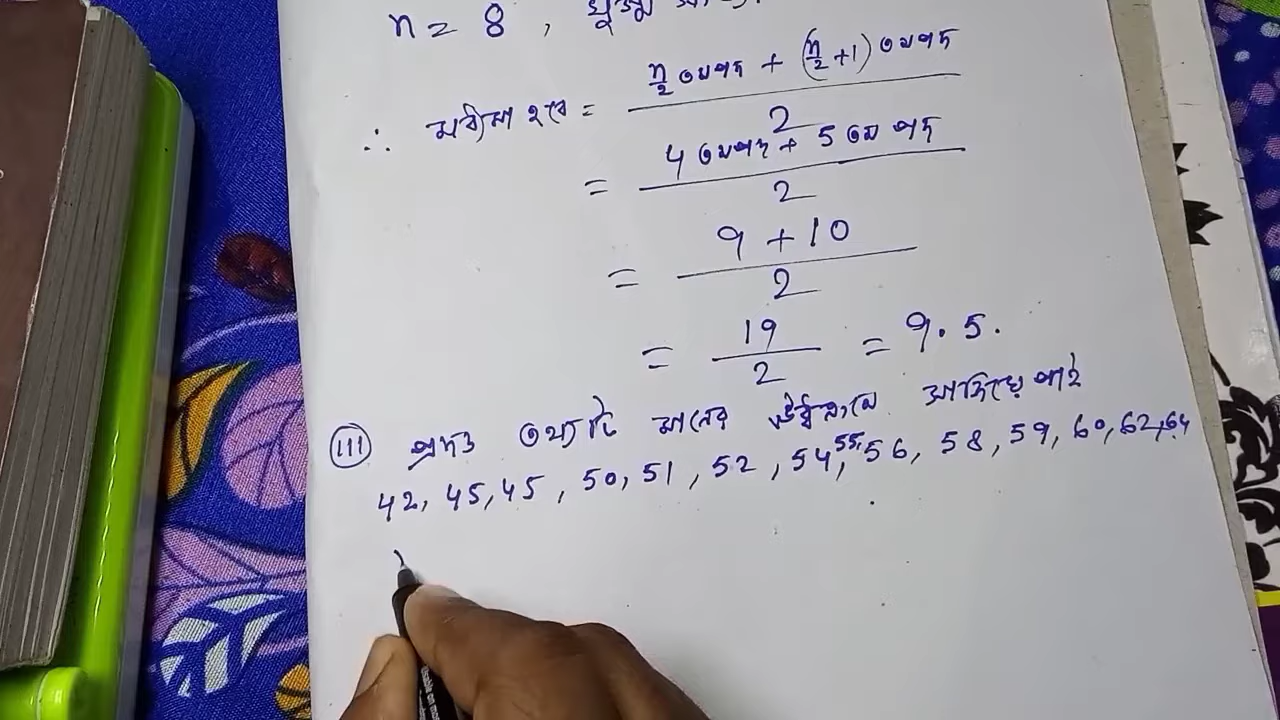 n = 8 , যুগ্ম
∴ মধ্যমা হবে = (n/2 তম পদ + (n/2 +1) তম পদ) / 2
= (4 তম পদ + 5 তম পদ) / 2
= (9 + 10) / 2
= 19 / 2 = 9.5.
(iii) প্রদত্ত তথ্যটি মানের ঊর্ধ্বক্রমে সাজিয়ে পাই
42, 45, 45, 50, 51, 52, 54, 55, 56, 58, 59, 60, 62, 64